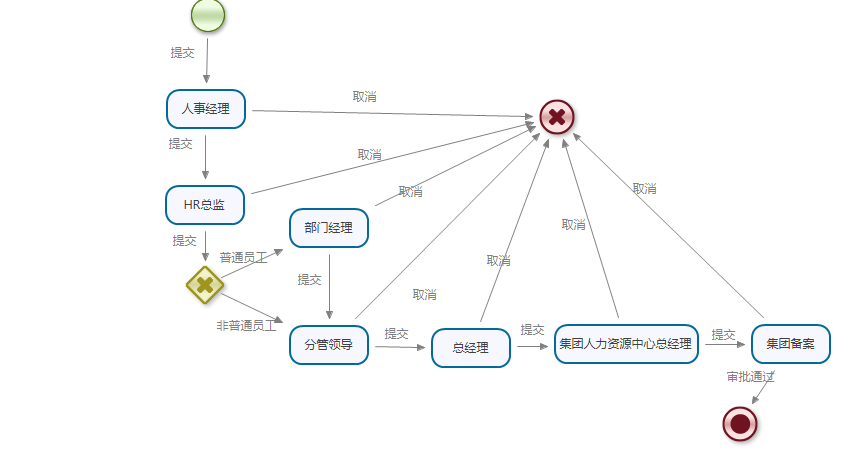 提交
人事经理
取消
提交
取消
HR总监
取消
取消
部门经理
取消
提交
普通员工
取消
提交
取消
非普通员工
分管领导
提交
总经理
提交
集团人力资源中心总经理
提交
集团备案
审批通过